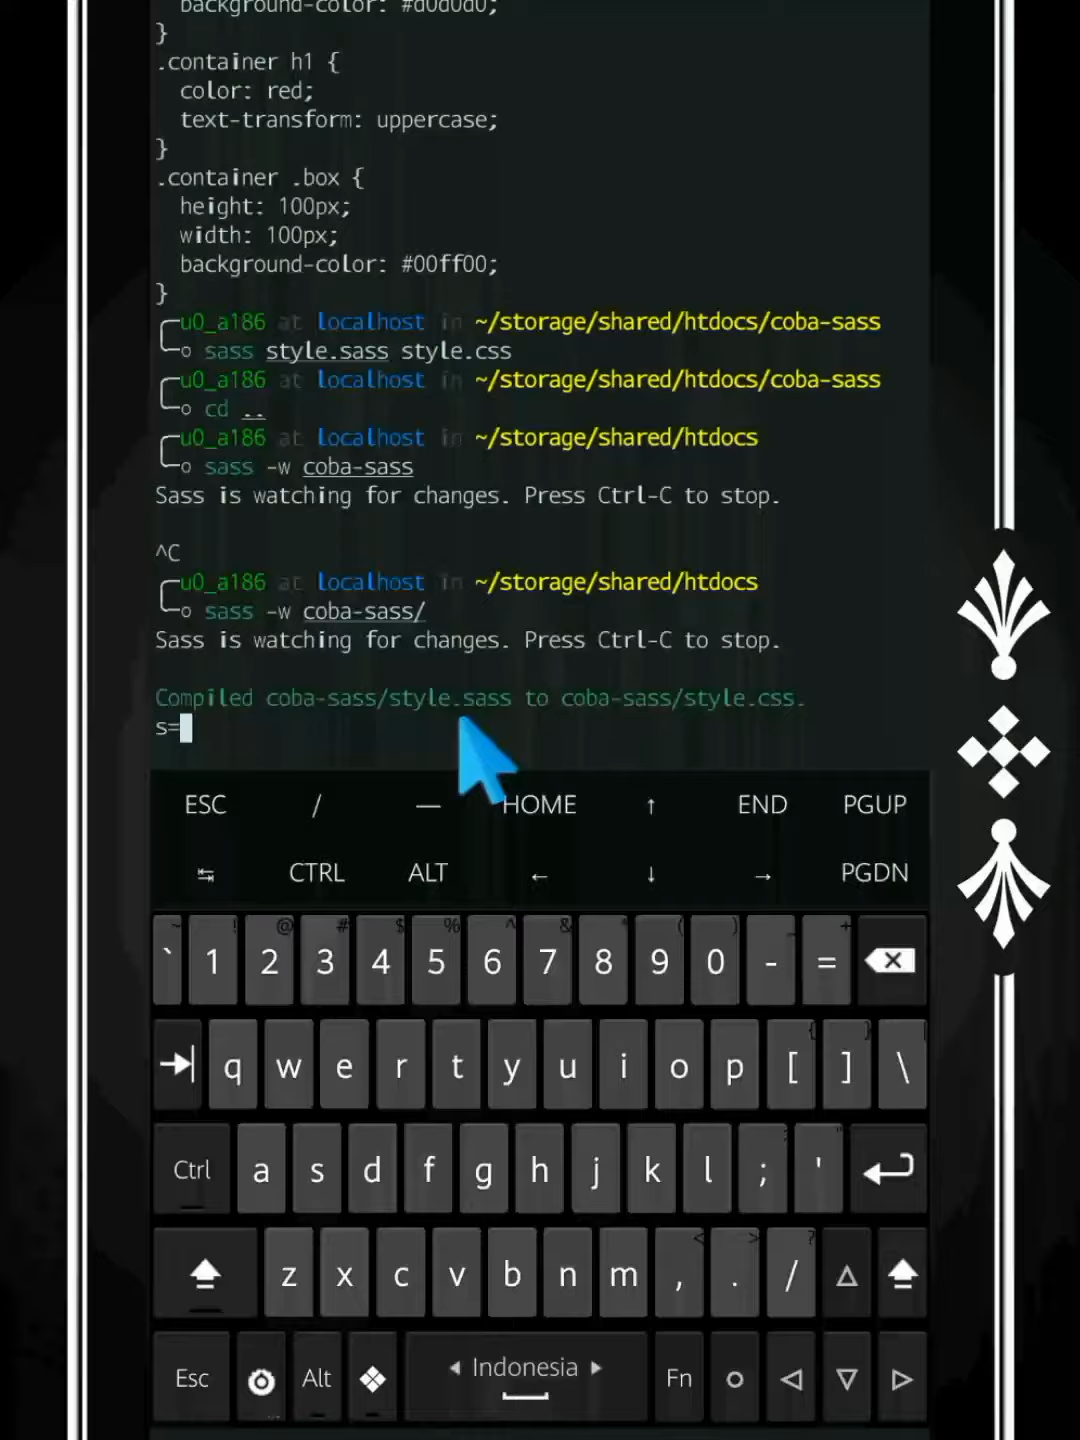 background-color: #d0d0d0;
}
.container h1 {
color: red;
text-transform: uppercase;
}
.container .box {
height: 100px;
width: 100px;
background-color: #00ff00;
}
u0_a186 at localhost in ~/storage/shared/htdocs/coba-sass
sass style.sass style.css
u0_a186 at localhost in ~/storage/shared/htdocs/coba-sass
cd ..
u0_a186 at localhost in ~/storage/shared/htdocs
sass -w coba-sass
Sass is watching for changes. Press Ctrl-C to stop.
^C
u0_a186 at localhost in ~/storage/shared/htdocs
sass -w coba-sass/
Sass is watching for changes. Press Ctrl-C to stop.
Compiled coba-sass/style.sass to coba-sass/style.css.
s=
ESC / — HOME ↑ END PGUP
↹ CTRL ALT ← ↓ → PGDN
~ ! @ # $ % ^ & * ( ) _ +
` 1 2 3 4 5 6 7 8 9 0 - =
{ } |
q w e r t y u i o p [ ] \
: "
Ctrl a s d f g h j k l ; '
< > ?
z x c v b n m , . /
Esc Alt Indonesia Fn